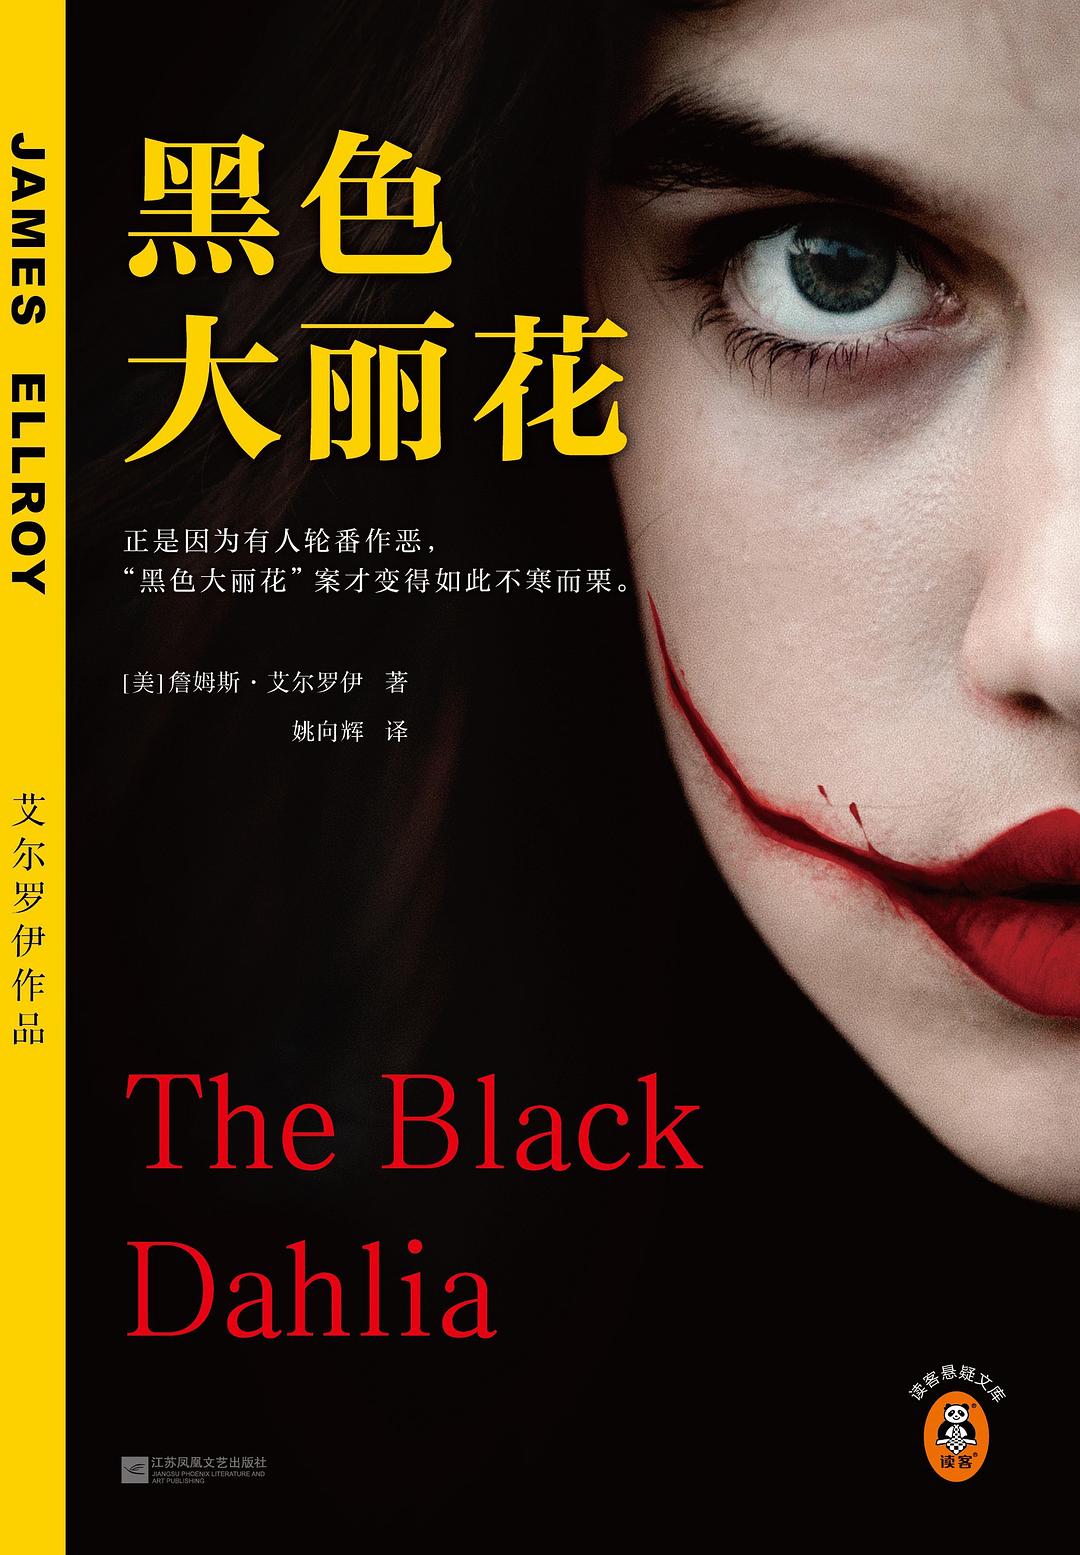 JAMES ELLROY
艾尔罗伊作品
黑色
大丽花
正是因为有人轮番作恶，
“黑色大丽花”案才变得如此不寒而栗。
[美]詹姆斯·艾尔罗伊 著
姚向辉 译
The Black
Dahlia
江苏凤凰文艺出版社
JIANGSU PHOENIX LITERATURE AND
ART PUBLISHING
读客悬疑文库
读客®